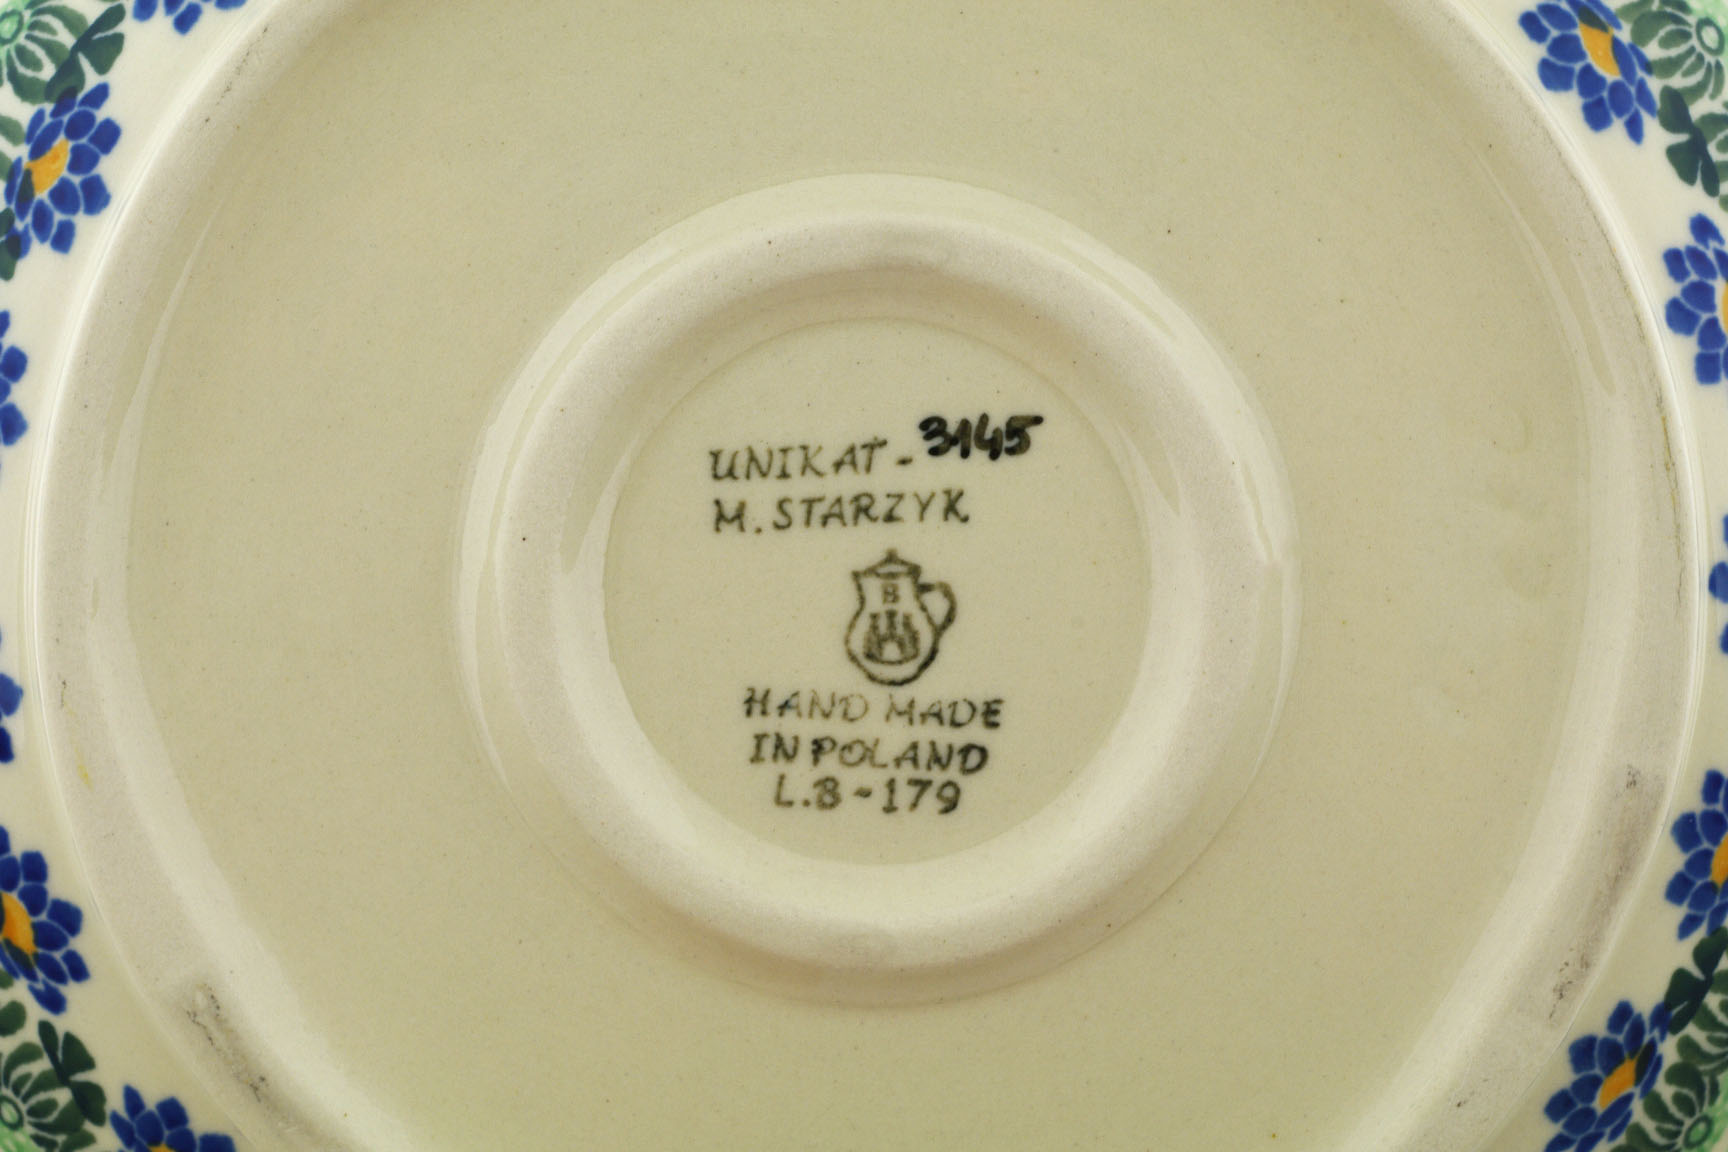 UNIKAT - 3145
M. STARZYK
B
HAND MADE
IN POLAND
L.B - 179